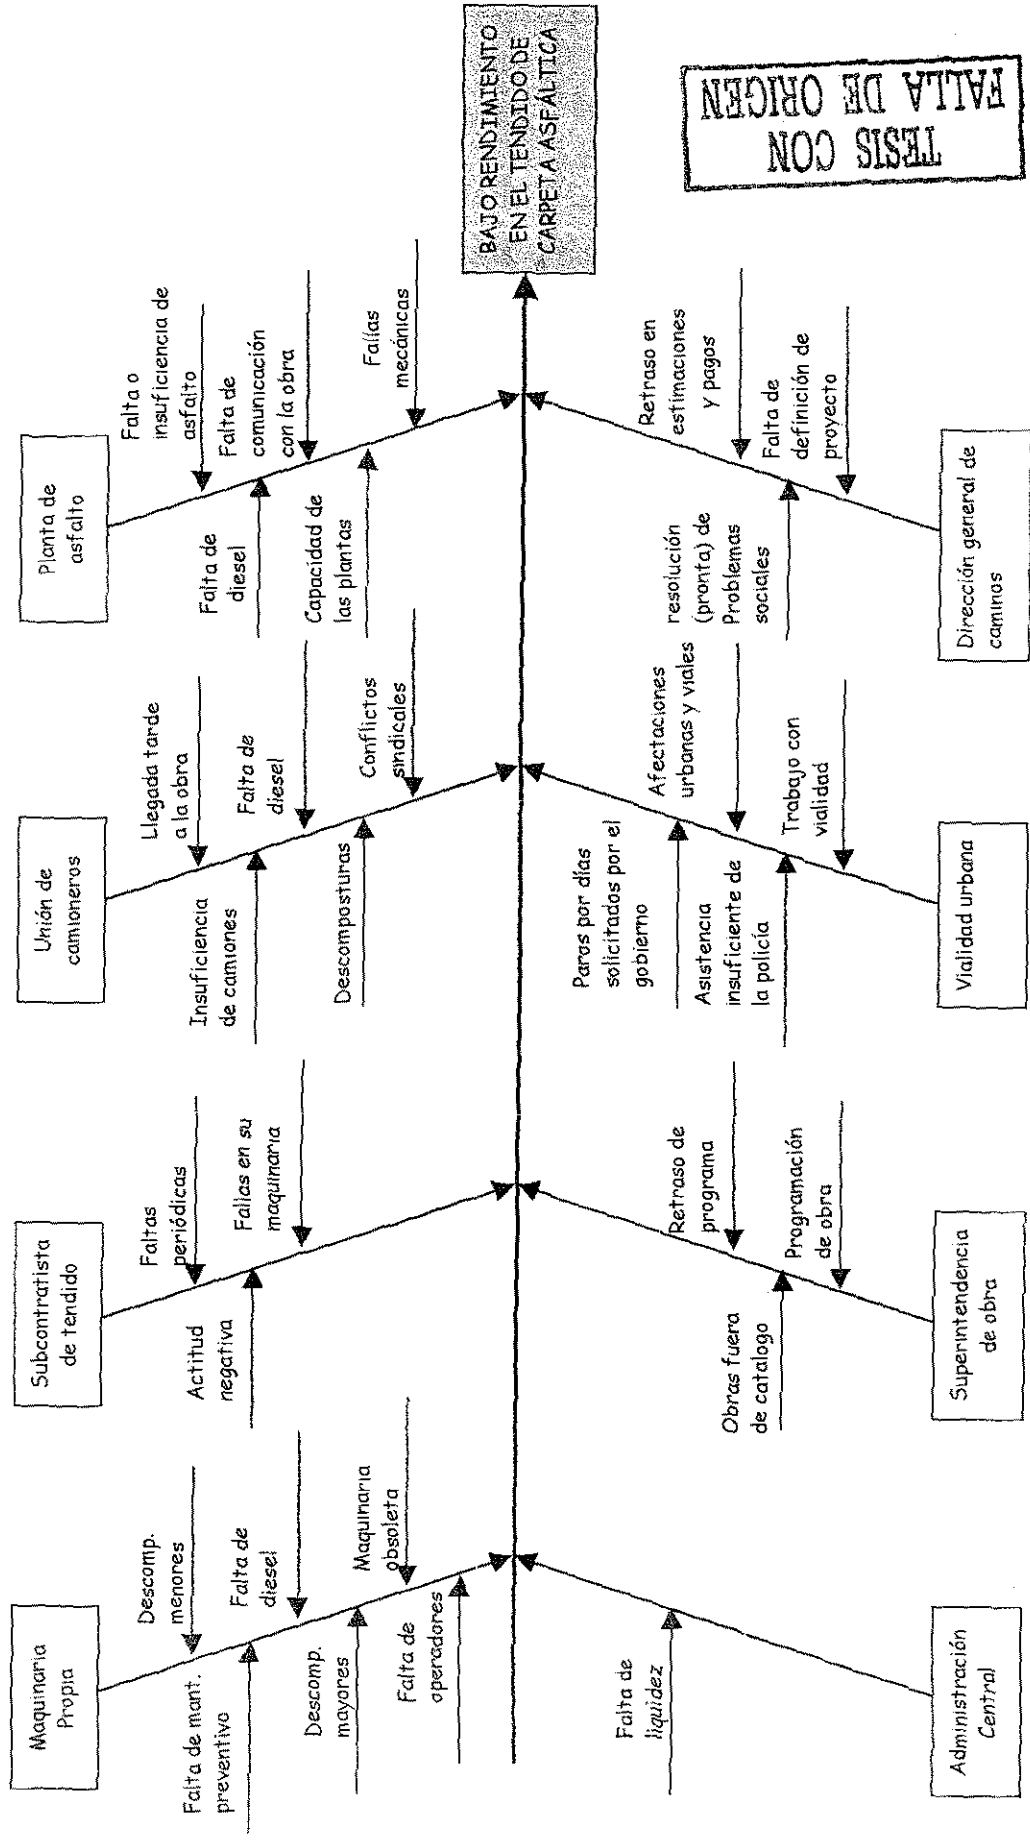 Maquinaria
Propia
Descomp.
menores
Falta de mant.
preventivo
Falta de
diesel
Descomp.
mayores
Maquinaria
obsoleta
Falta de
operadores
Subcontratista
de tendido
Faltas
periódicas
Actitud
negativa
Fallas en su
maquinaria
Unión de
camioneros
Llegada tarde
a la obra
Insuficiencia
de camiones
Falta de
diesel
Descomposturas
Conflictos
sindicales
Planta de
asfalto
Falta o
insuficiencia de
asfalto
Falta de
diesel
Falta de
comunicación
con la obra
Capacidad de
las plantas
Fallas
mecánicas
BAJO RENDIMIENTO
EN EL TENDIDO DE
CARPETA ASFÁLTICA
Falta de
liquidez
Administración
Central
Retraso de
programa
Obras fuera
de catalogo
Programación
de obra
Superintendencia
de obra
Paros por días
solicitados por el
gobierno
Afectaciones
urbanas y viales
Asistencia
insuficiente de
la policía
Trabajo con
vialidad
Vialidad urbana
Retraso en
estimaciones
y pagos
resolución
(pronta) de
Problemas
sociales
Falta de
definición de
proyecto
Dirección general de
caminos
TESIS CON
FALLA DE ORIGEN